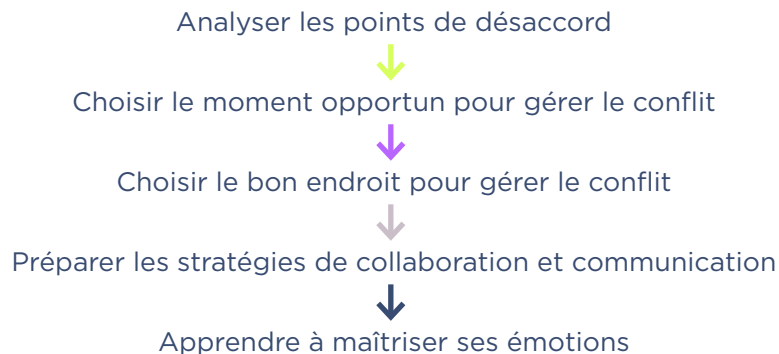 Analyser les points de désaccord
Choisir le moment opportun pour gérer le conflit
Choisir le bon endroit pour gérer le conflit
Préparer les stratégies de collaboration et communication
Apprendre à maîtriser ses émotions